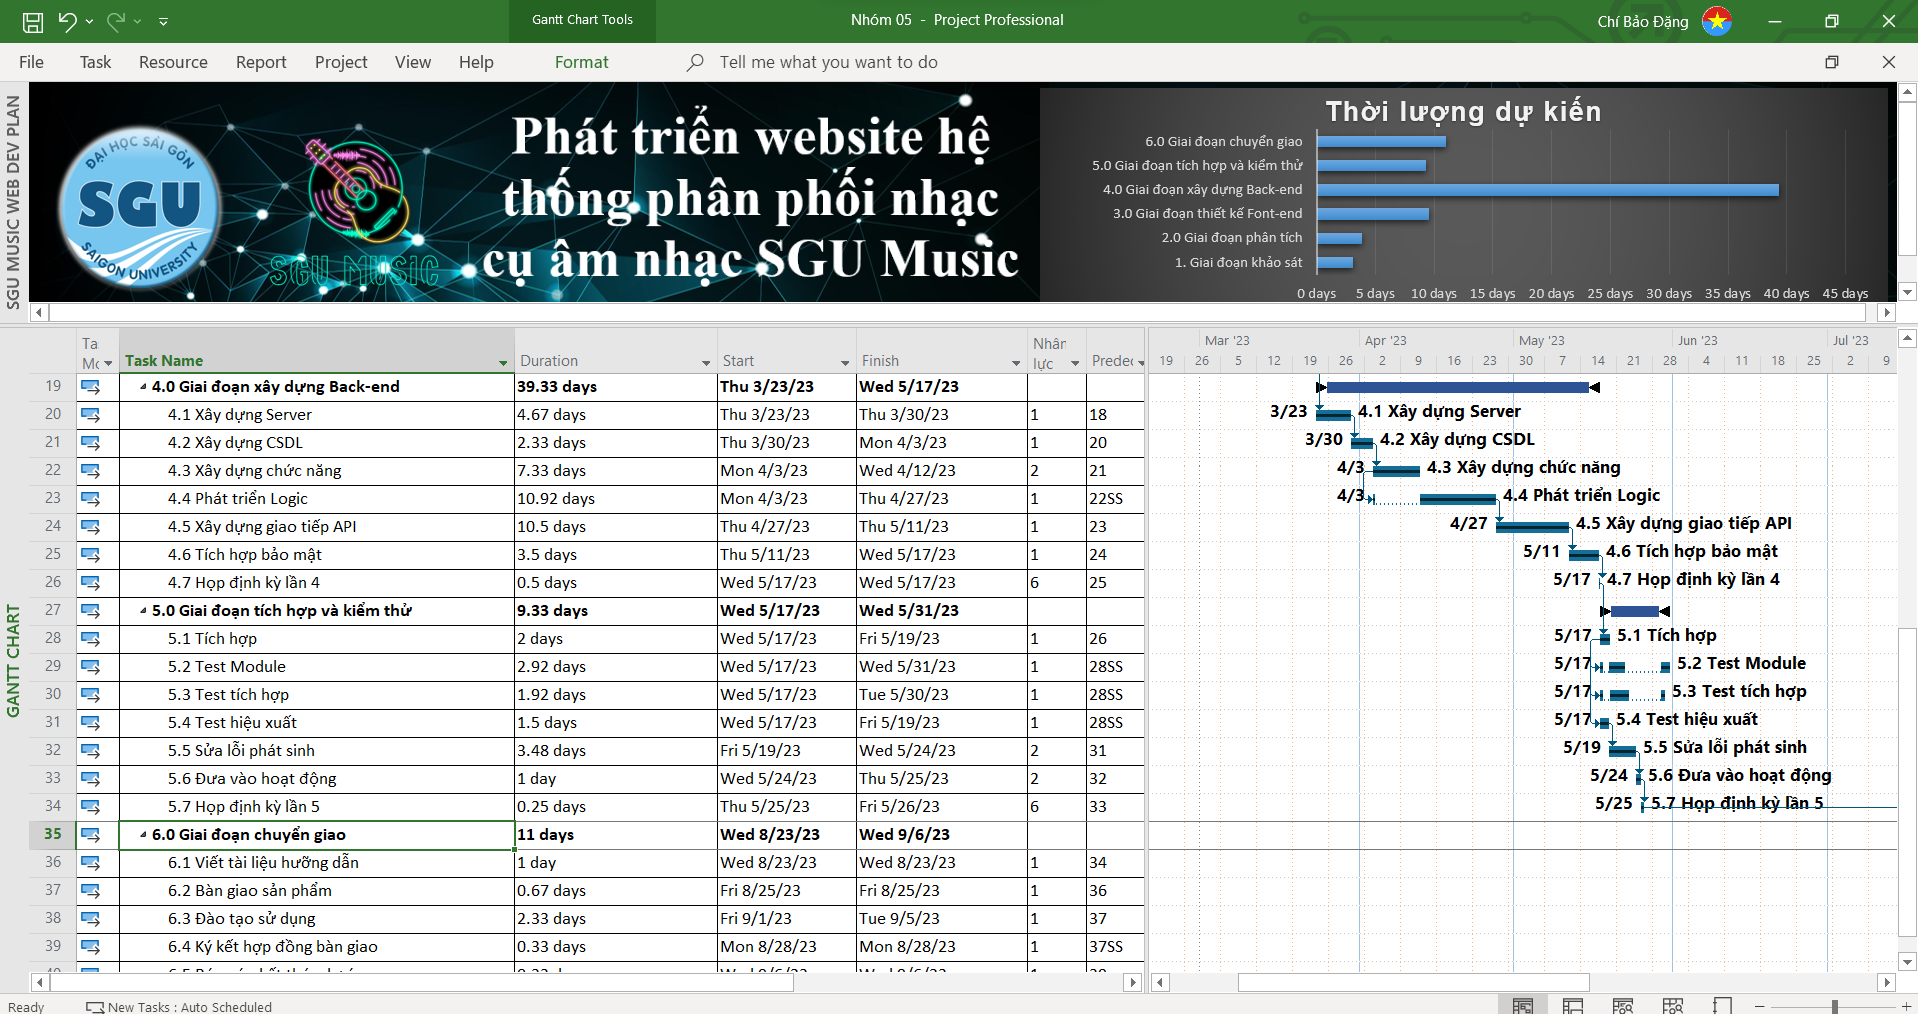 Gantt Chart Tools
Nhóm 05 - Project Professional
Chí Bảo Đặng
File Task Resource Report Project View Help Format Tell me what you want to do
SGU MUSIC WEB DEV PLAN
ĐẠI HỌC SÀI GÒN
SGU
SAIGON UNIVERSITY
SGU MUSIC
Phát triển website hệ
thống phân phối nhạc
cụ âm nhạc SGU Music
Thời lượng dự kiến
6.0 Giai đoạn chuyển giao
5.0 Giai đoạn tích hợp và kiểm thử
4.0 Giai đoạn xây dựng Back-end
3.0 Giai đoạn thiết kế Font-end
2.0 Giai đoạn phân tích
1. Giai đoạn khảo sát
0 days 5 days 10 days 15 days 20 days 25 days 30 days 35 days 40 days 45 days
GANTT CHART
Ta Mc Task Name Duration Start Finish Nhân lực Predec
19 4.0 Giai đoạn xây dựng Back-end 39.33 days Thu 3/23/23 Wed 5/17/23
20 4.1 Xây dựng Server 4.67 days Thu 3/23/23 Thu 3/30/23 1 18
21 4.2 Xây dựng CSDL 2.33 days Thu 3/30/23 Mon 4/3/23 1 20
22 4.3 Xây dựng chức năng 7.33 days Mon 4/3/23 Wed 4/12/23 2 21
23 4.4 Phát triển Logic 10.92 days Mon 4/3/23 Thu 4/27/23 1 22SS
24 4.5 Xây dựng giao tiếp API 10.5 days Thu 4/27/23 Thu 5/11/23 1 23
25 4.6 Tích hợp bảo mật 3.5 days Thu 5/11/23 Wed 5/17/23 1 24
26 4.7 Họp định kỳ lần 4 0.5 days Wed 5/17/23 Wed 5/17/23 6 25
27 5.0 Giai đoạn tích hợp và kiểm thử 9.33 days Wed 5/17/23 Wed 5/31/23
28 5.1 Tích hợp 2 days Wed 5/17/23 Fri 5/19/23 1 26
29 5.2 Test Module 2.92 days Wed 5/17/23 Wed 5/31/23 1 28SS
30 5.3 Test tích hợp 1.92 days Wed 5/17/23 Tue 5/30/23 1 28SS
31 5.4 Test hiệu xuất 1.5 days Wed 5/17/23 Fri 5/19/23 1 28SS
32 5.5 Sửa lỗi phát sinh 3.48 days Fri 5/19/23 Wed 5/24/23 2 31
33 5.6 Đưa vào hoạt động 1 day Wed 5/24/23 Thu 5/25/23 2 32
34 5.7 Họp định kỳ lần 5 0.25 days Thu 5/25/23 Fri 5/26/23 6 33
35 6.0 Giai đoạn chuyển giao 11 days Wed 8/23/23 Wed 9/6/23
36 6.1 Viết tài liệu hưỡng dẫn 1 day Wed 8/23/23 Wed 8/23/23 1 34
37 6.2 Bàn giao sản phẩm 0.67 days Fri 8/25/23 Fri 8/25/23 1 36
38 6.3 Đào tạo sử dụng 2.33 days Fri 9/1/23 Tue 9/5/23 1 37
39 6.4 Ký kết hợp đồng bàn giao 0.33 days Mon 8/28/23 Mon 8/28/23 1 37SS
Mar '23 Apr '23 May '23 Jun '23 Jul '23
19 26 5 12 19 26 2 9 16 23 30 7 14 21 28 4 11 18 25 2 9
3/23 4.1 Xây dựng Server
3/30 4.2 Xây dựng CSDL
4/3 4.3 Xây dựng chức năng
4/3 4.4 Phát triển Logic
4/27 4.5 Xây dựng giao tiếp API
5/11 4.6 Tích hợp bảo mật
5/17 4.7 Họp định kỳ lần 4
5/17 5.1 Tích hợp
5/17 5.2 Test Module
5/17 5.3 Test tích hợp
5/17 5.4 Test hiệu xuất
5/19 5.5 Sửa lỗi phát sinh
5/24 5.6 Đưa vào hoạt động
5/25 5.7 Họp định kỳ lần 5
Ready New Tasks : Auto Scheduled